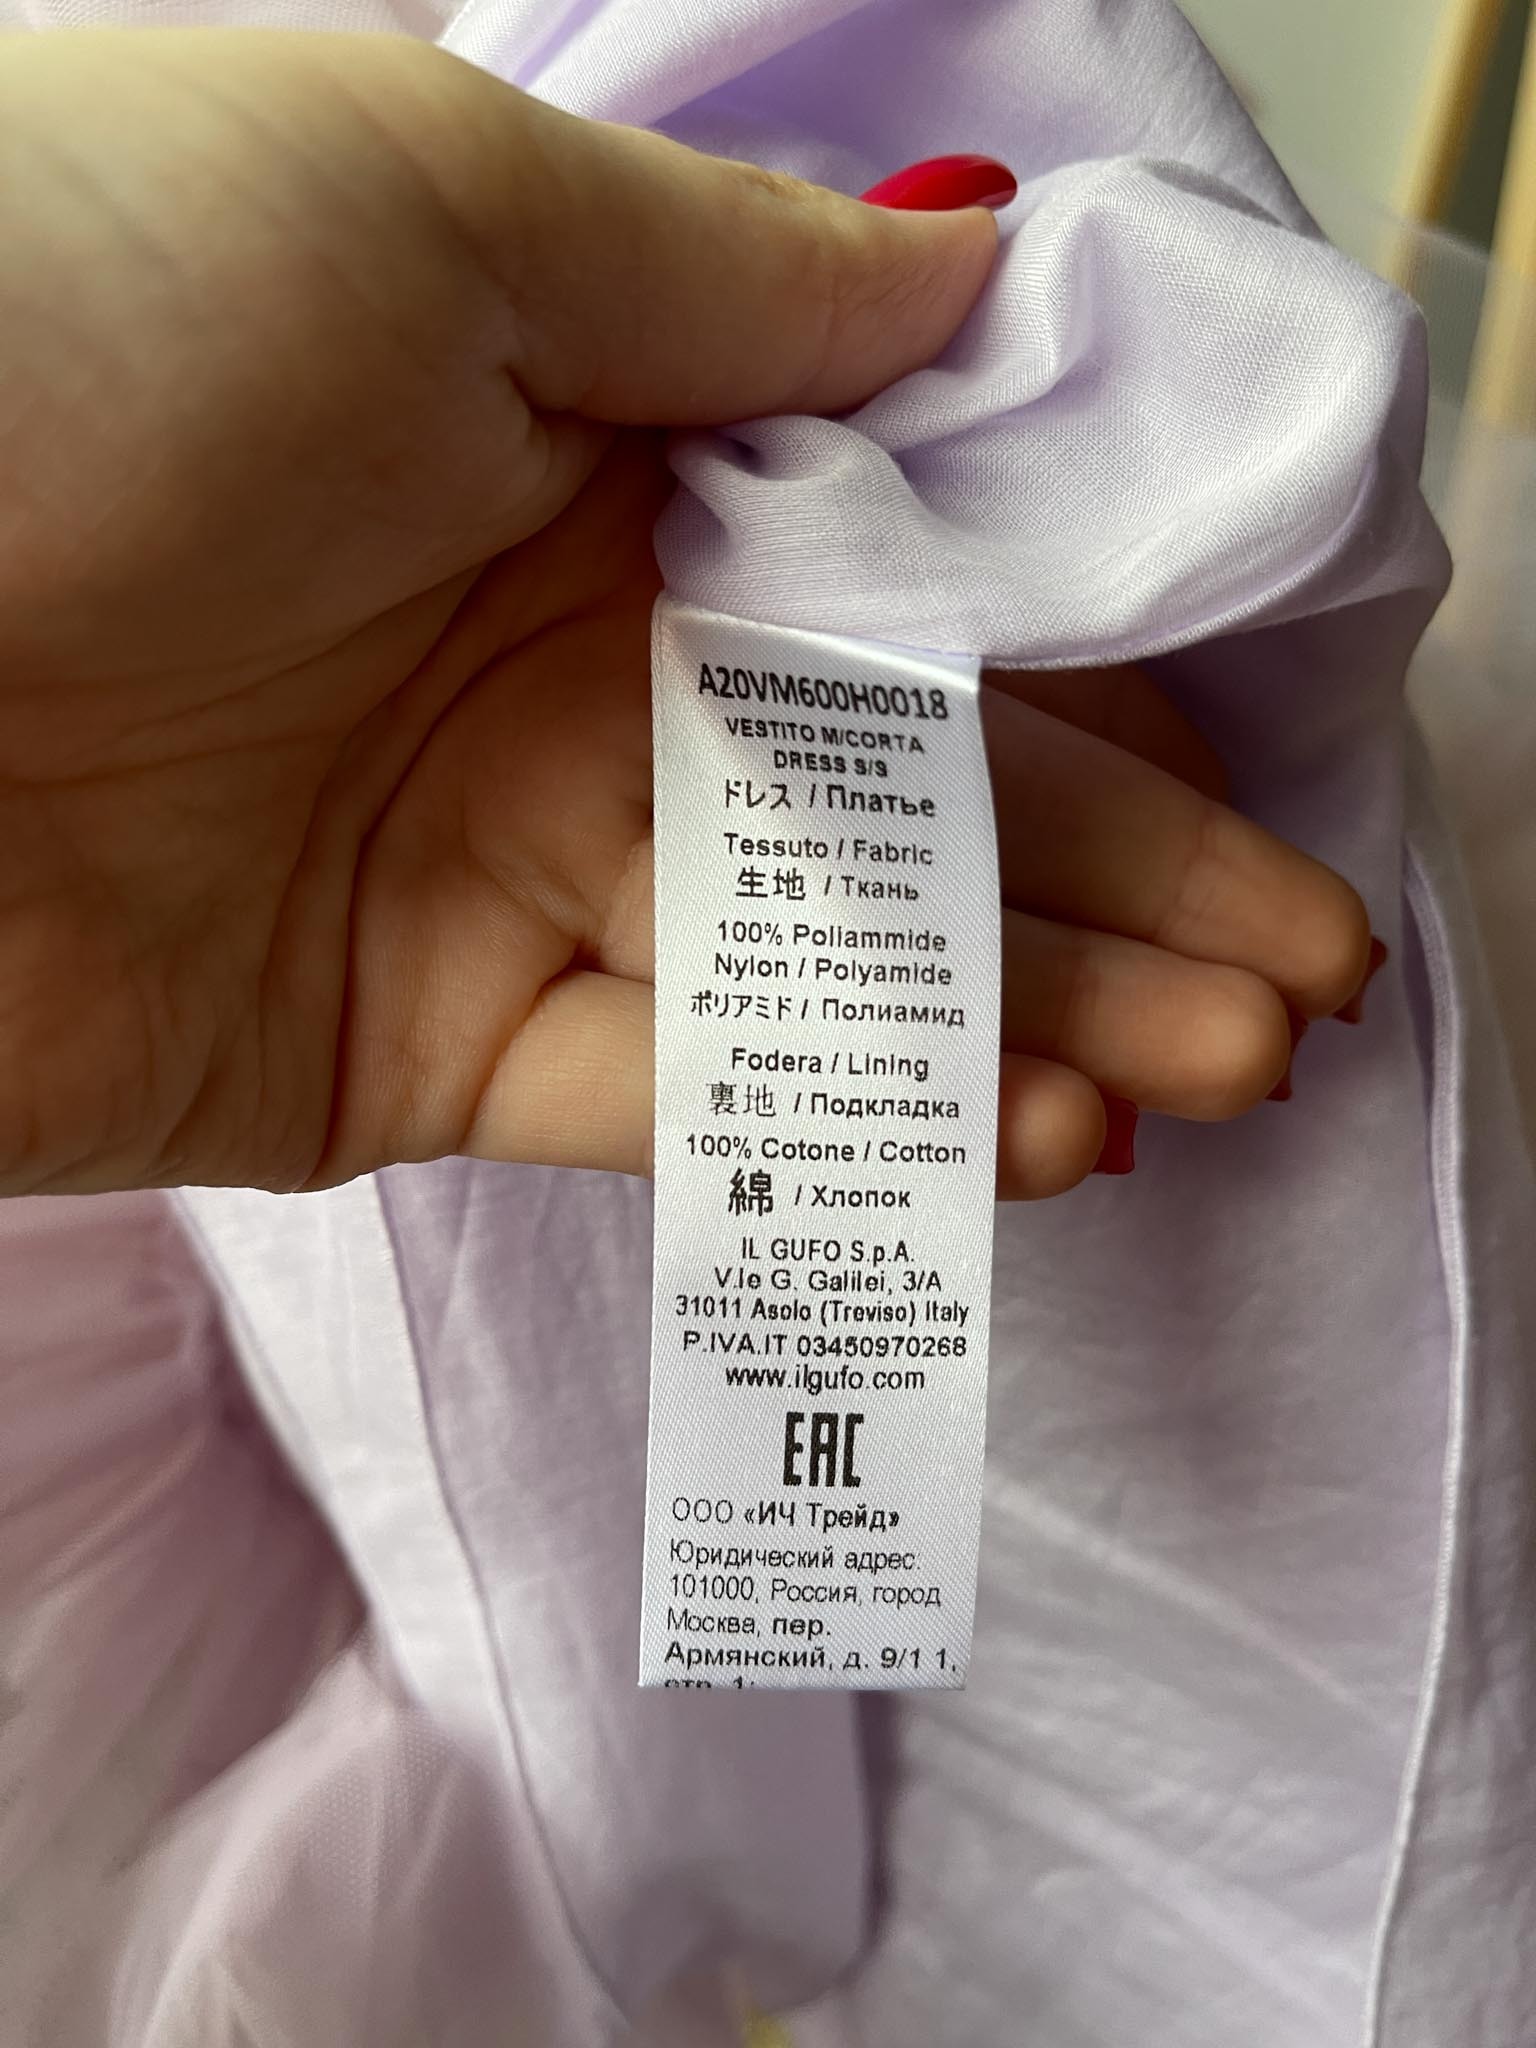 A20VM600H0018
VESTITO M/CORTA
DRESS S/S
ドレス / Платье
Tessuto / Fabric
生地 / Ткань
100% Poliammide
Nylon / Polyamide
ポリアミド / Полиамид
Fodera / Lining
裏地 / Подкладка
100% Cotone / Cotton
綿 / Хлопок
IL GUFO S.p.A.
V.le G. Galilei, 3/A
31011 Asolo (Treviso) Italy
P.IVA.IT 03450970268
www.ilgufo.com
EAC
ООО «ИЧ Трейд»
Юридический адрес:
101000, Россия, город
Москва, пер.
Армянский, д. 9/1 1,
стр. 1;